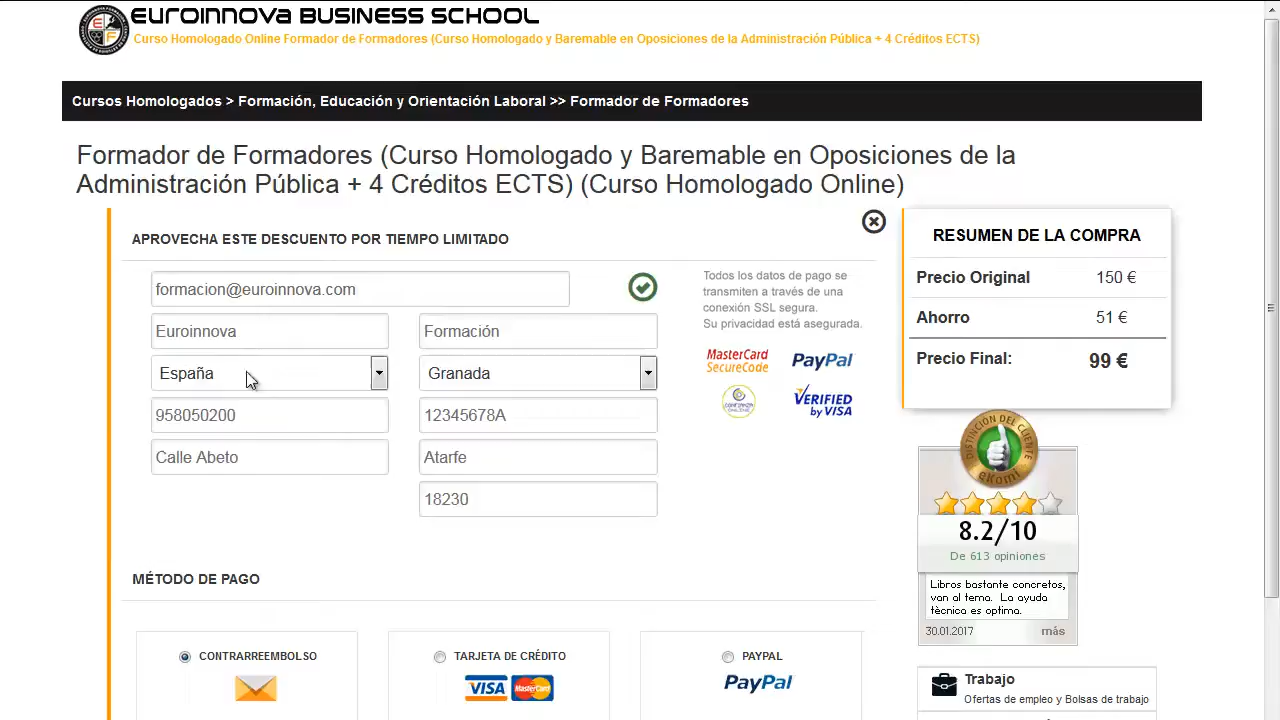 EUROINNOVA BUSINESS SCHOOL
Curso Homologado Online Formador de Formadores (Curso Homologado y Baremable en Oposiciones de la Administración Pública + 4 Créditos ECTS)
Cursos Homologados > Formación, Educación y Orientación Laboral >> Formador de Formadores
Formador de Formadores (Curso Homologado y Baremable en Oposiciones de la
Administración Pública + 4 Créditos ECTS) (Curso Homologado Online)
APROVECHA ESTE DESCUENTO POR TIEMPO LIMITADO
formacion@euroinnova.com
Euroinnova
Formación
España
Granada
958050200
12345678A
Calle Abeto
Atarfe
18230
Todos los datos de pago se
transmiten a través de una
conexión SSL segura.
Su privacidad está asegurada.
MasterCard
SecureCode
PayPal
CONFIANZA
ONLINE
VERIFIED
by VISA
RESUMEN DE LA COMPRA
Precio Original 150 €
Ahorro 51 €
Precio Final: 99 €
DISTINCIÓN DEL CLIENTE
eKomi
8.2/10
De 613 opiniones
Libros bastante concretos,
van al tema. La ayuda
tècnica es optima.
30.01.2017 más
Trabajo
Ofertas de empleo y Bolsas de trabajo
MÉTODO DE PAGO
CONTRARREEMBOLSO
TARJETA DE CRÉDITO
VISA MasterCard
PAYPAL
PayPal